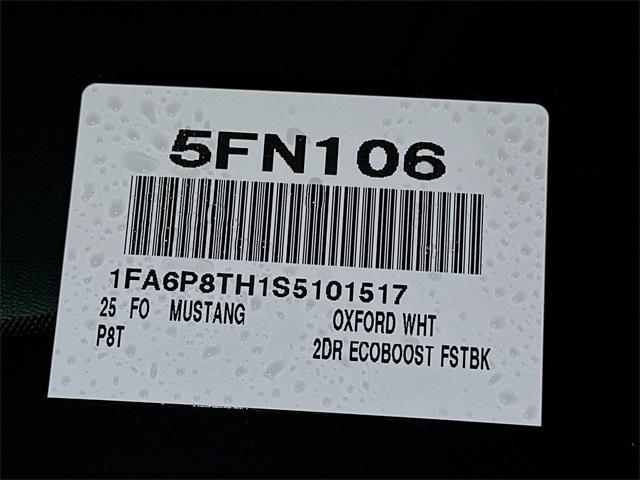 5FN106
1FA6P8TH1S5101517
25 FO MUSTANG OXFORD WHT
P8T 2DR ECOBOOST FSTBK